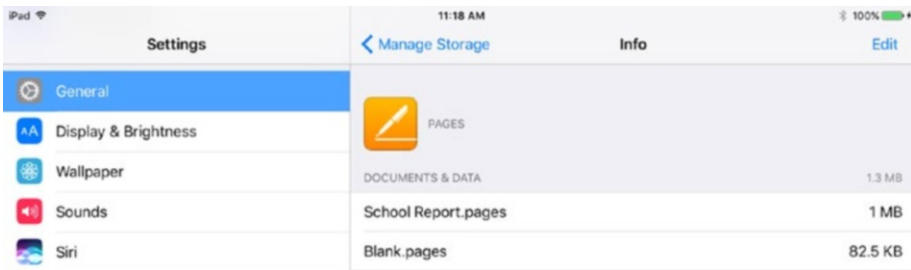 iPad 11:18 AM 100%
Settings
Manage Storage Info Edit
General
Display & Brightness
Wallpaper
Sounds
Siri
PAGES
DOCUMENTS & DATA 1.3 MB
School Report.pages 1 MB
Blank.pages 82.5 KB